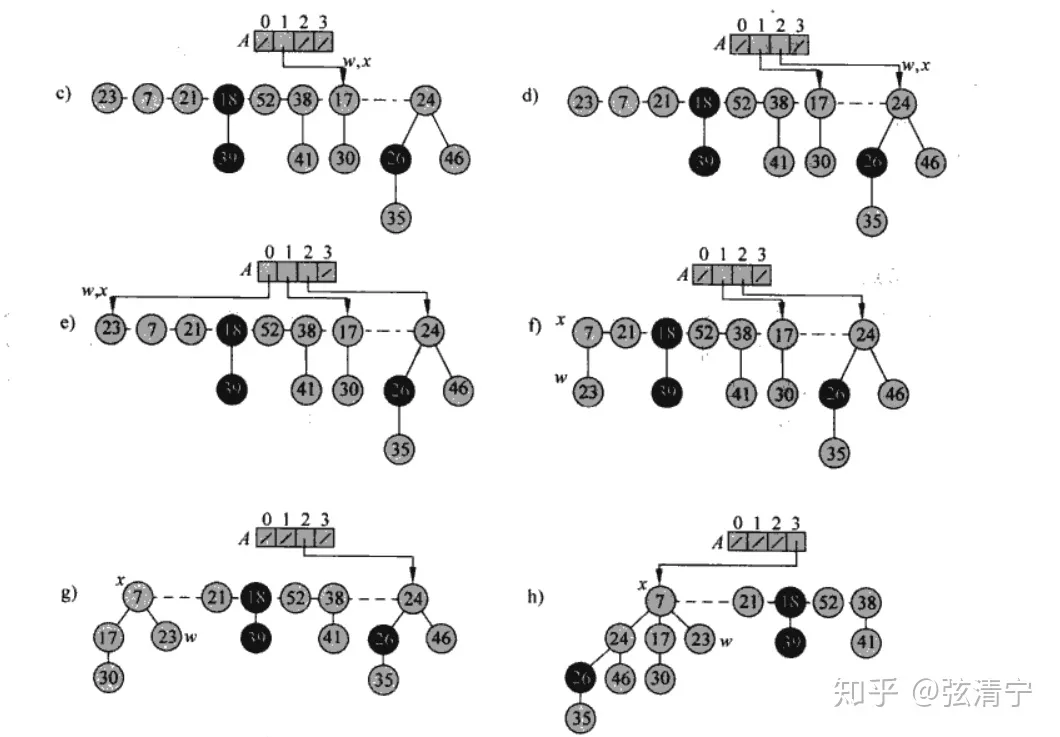 0 1 2 3
A
w,x
c) 23 7 21 18 52 38 17 24
39 41 30 26 46
35
0 1 2 3
A
w,x
d) 23 7 21 18 52 38 17 24
39 41 30 26 46
35
0 1 2 3
A
w,x
e) 23 7 21 18 52 38 17 24
39 41 30 26 46
35
0 1 2 3
A
f) x 7 21 18 52 38 17 24
w 23 39 41 30 26 46
35
0 1 2 3
A
x
g) 7 21 18 52 38 24
17 23 w 39 41 26 46
30 35
0 1 2 3
A
x
h) 7 21 18 52 38
24 17 23 w 39 41
26 46 30
35
知乎 @弦清宁